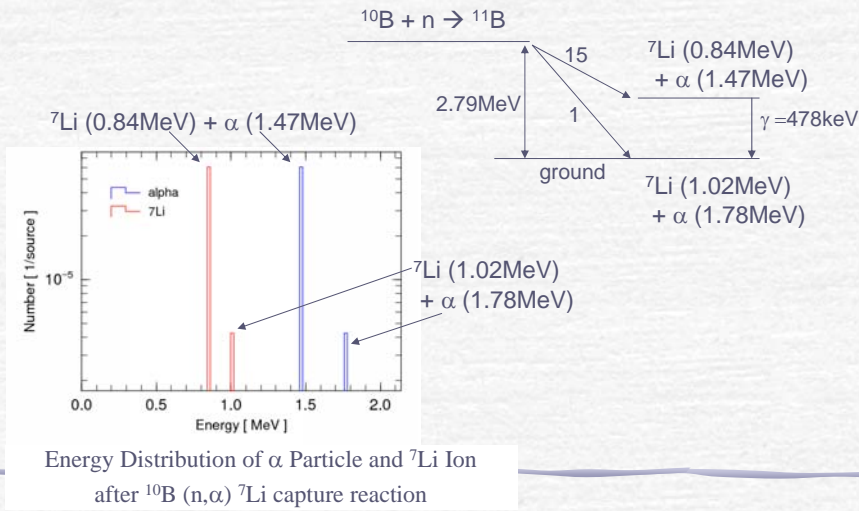 ¹⁰B + n → ¹¹B
15
⁷Li (0.84MeV)
+ α (1.47MeV)
2.79MeV
1
γ =478keV
ground
⁷Li (1.02MeV)
+ α (1.78MeV)
⁷Li (0.84MeV) + α (1.47MeV)
alpha
7Li
Number [ 1/source ]
10⁻⁵
⁷Li (1.02MeV)
+ α (1.78MeV)
0.0 0.5 1.0 1.5 2.0
Energy [ MeV ]
Energy Distribution of α Particle and ⁷Li Ion
after ¹⁰B (n,α) ⁷Li capture reaction